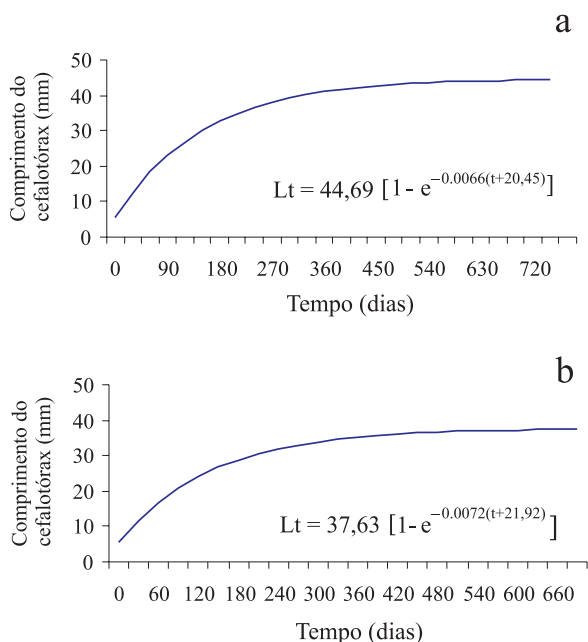 a
Comprimento do
cefalotórax (mm)
50
40
30
20
10
0
Lt = 44,69 [1- e−0.0066(t+20,45)]
0 90 180 270 360 450 540 630 720
Tempo (dias)
b
Comprimento do
cefalotórax (mm)
50
40
30
20
10
0
Lt = 37,63 [1- e−0.0072(t+21,92)]
0 60 120 180 240 300 360 420 480 540 600 660
Tempo (dias)